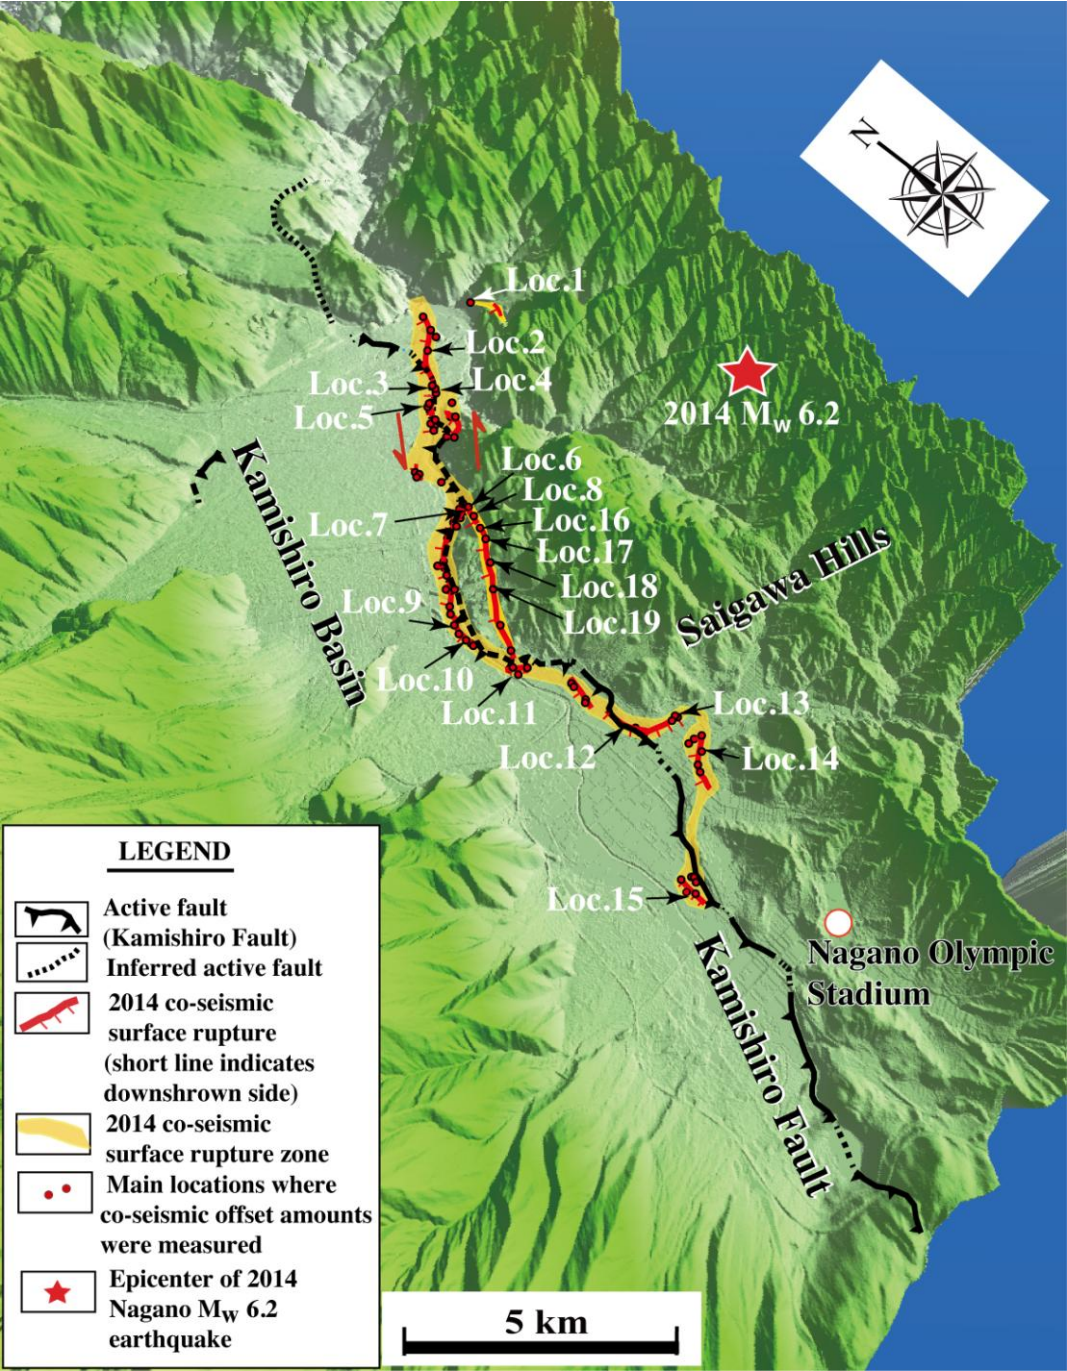 N
Loc.1
Loc.2
Loc.3
Loc.4
Loc.5
2014 Mw 6.2
Loc.6
Loc.8
Loc.7
Loc.16
Loc.17
Loc.18
Loc.19
Kamishiro Basin
Saigawa Hills
Loc.9
Loc.10
Loc.11
Loc.13
Loc.12
Loc.14
Loc.15
Nagano Olympic
Stadium
Kamishiro Fault
LEGEND
Active fault
(Kamishiro Fault)
Inferred active fault
2014 co-seismic
surface rupture
(short line indicates
downshrown side)
2014 co-seismic
surface rupture zone
Main locations where
co-seismic offset amounts
were measured
Epicenter of 2014
Nagano Mw 6.2
earthquake
5 km